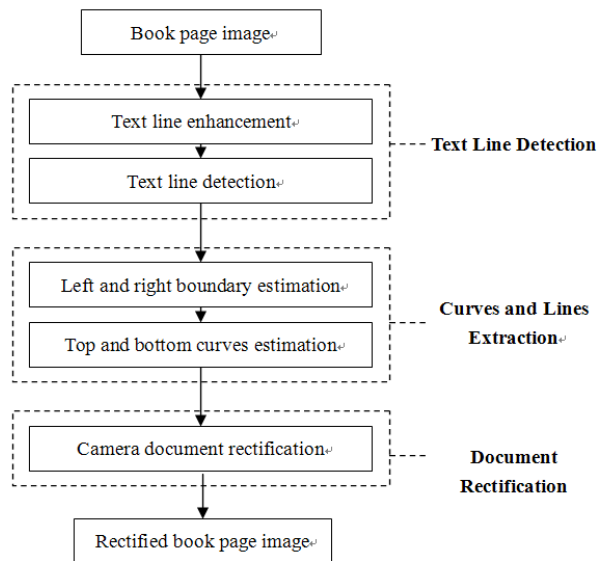 Book page image
Text line enhancement
Text Line Detection
Text line detection
Left and right boundary estimation
Curves and Lines
Extraction
Top and bottom curves estimation
Camera document rectification
Document
Rectification
Rectified book page image